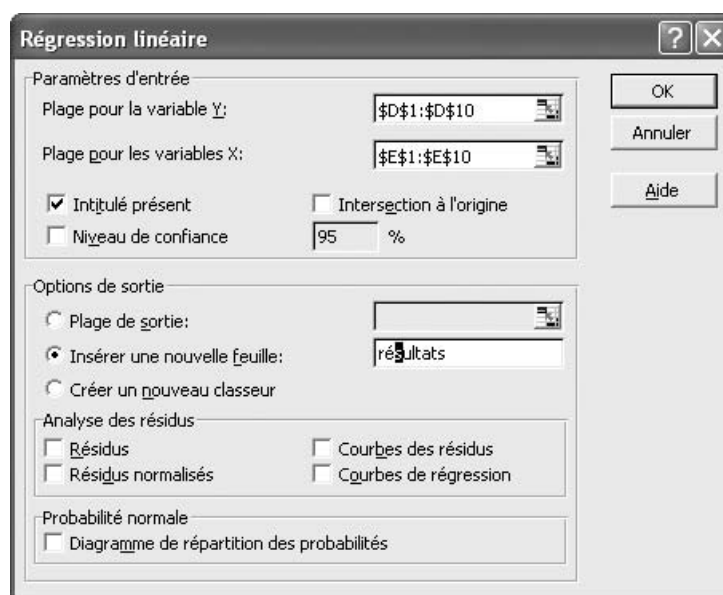 Régression linéaire
Paramètres d'entrée
Plage pour la variable Y: $D$1:$D$10
Plage pour les variables X: $E$1:$E$10
Intitulé présent Intersection à l'origine
Niveau de confiance 95 %
OK
Annuler
Aide
Options de sortie
Plage de sortie:
Insérer une nouvelle feuille: résultats
Créer un nouveau classeur
Analyse des résidus
Résidus Courbes des résidus
Résidus normalisés Courbes de régression
Probabilité normale
Diagramme de répartition des probabilités